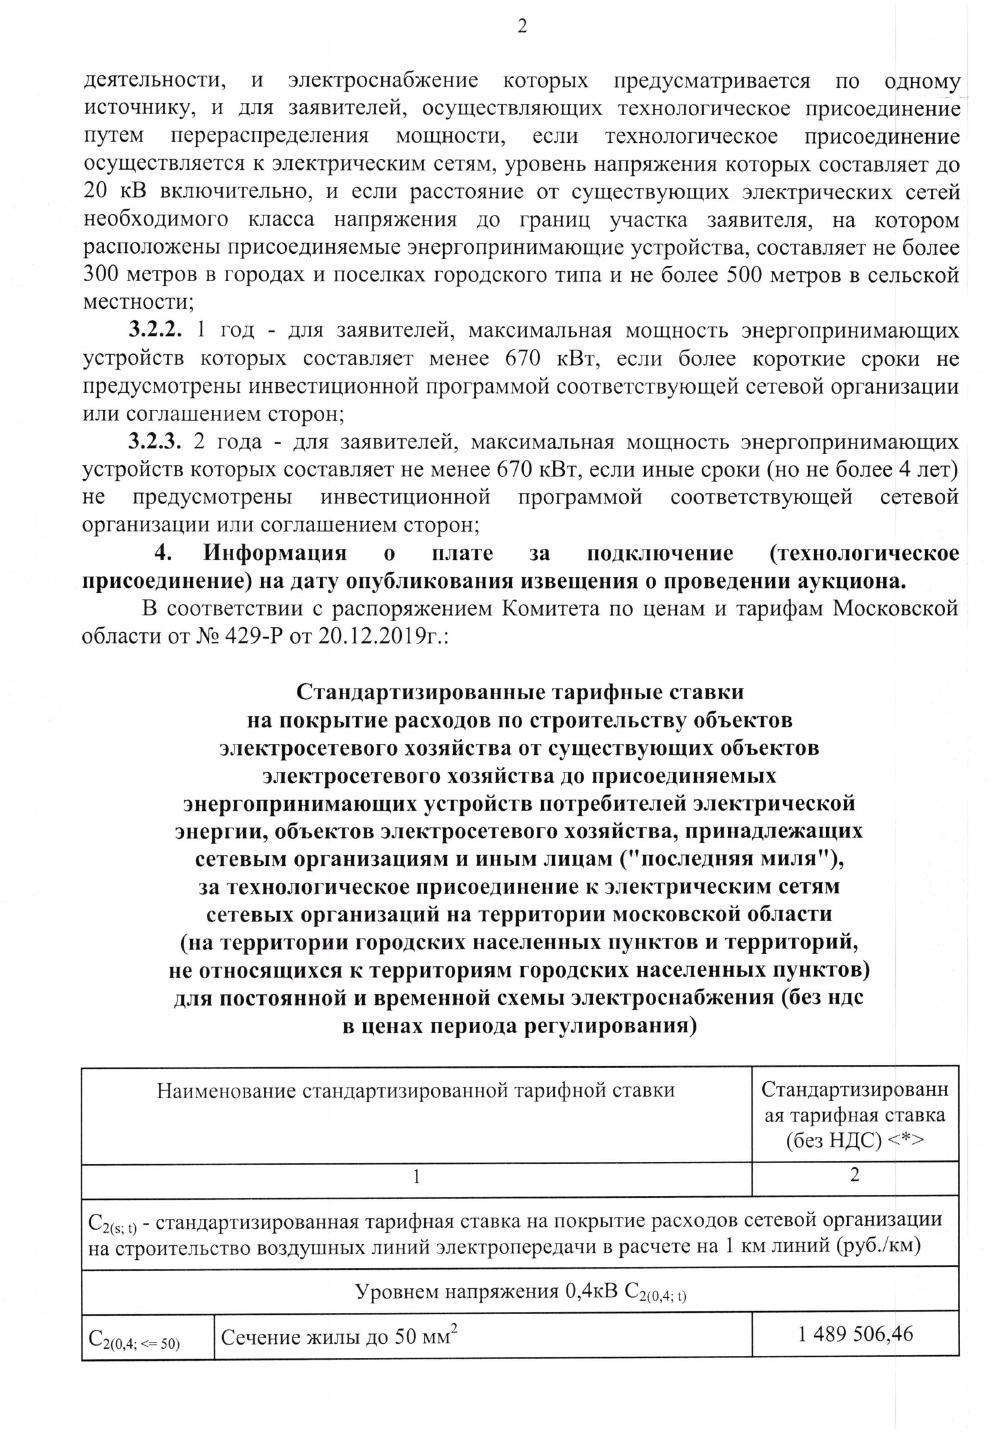 2
деятельности, и электроснабжение которых предусматривается по одному
источнику, и для заявителей, осуществляющих технологическое присоединение
путем перераспределения мощности, если технологическое присоединение
осуществляется к электрическим сетям, уровень напряжения которых составляет до
20 кВ включительно, и если расстояние от существующих электрических сетей
необходимого класса напряжения до границ участка заявителя, на котором
расположены присоединяемые энергопринимающие устройства, составляет не более
300 метров в городах и поселках городского типа и не более 500 метров в сельской
местности;
3.2.2. 1 год - для заявителей, максимальная мощность энергопринимающих
устройств которых составляет менее 670 кВт, если более короткие сроки не
предусмотрены инвестиционной программой соответствующей сетевой организации
или соглашением сторон;
3.2.3. 2 года - для заявителей, максимальная мощность энергопринимающих
устройств которых составляет не менее 670 кВт, если иные сроки (но не более 4 лет)
не предусмотрены инвестиционной программой соответствующей сетевой
организации или соглашением сторон;
4. Информация о плате за подключение (технологическое
присоединение) на дату опубликования извещения о проведении аукциона.
В соответствии с распоряжением Комитета по ценам и тарифам Московской
области от № 429-Р от 20.12.2019г.:
Стандартизированные тарифные ставки
на покрытие расходов по строительству объектов
электросетевого хозяйства от существующих объектов
электросетевого хозяйства до присоединяемых
энергопринимающих устройств потребителей электрической
энергии, объектов электросетевого хозяйства, принадлежащих
сетевым организациям и иным лицам ("последняя миля"),
за технологическое присоединение к электрическим сетям
сетевых организаций на территории московской области
(на территории городских населенных пунктов и территорий,
не относящихся к территориям городских населенных пунктов)
для постоянной и временной схемы электроснабжения (без ндс
в ценах периода регулирования)
Наименование стандартизированной тарифной ставки
Стандартизированн
ая тарифная ставка
(без НДС) <*>
1
2
C2(s; t) - стандартизированная тарифная ставка на покрытие расходов сетевой организации
на строительство воздушных линий электропередачи в расчете на 1 км линий (руб./км)
Уровнем напряжения 0,4кВ C2(0,4; t)
C2(0,4; <= 50)
Сечение жилы до 50 мм²
1 489 506,46